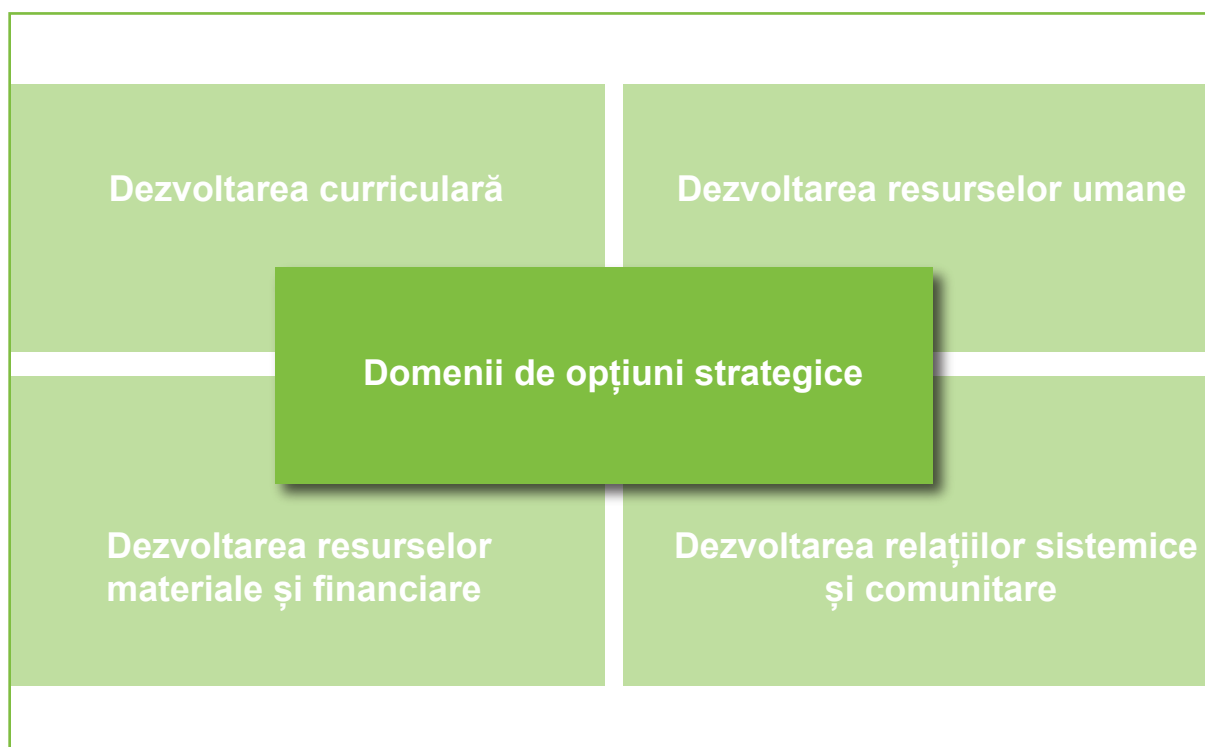 Dezvoltarea curriculară
Dezvoltarea resurselor umane
Domenii de opțiuni strategice
Dezvoltarea resurselor
materiale și financiare
Dezvoltarea relațiilor sistemice
și comunitare